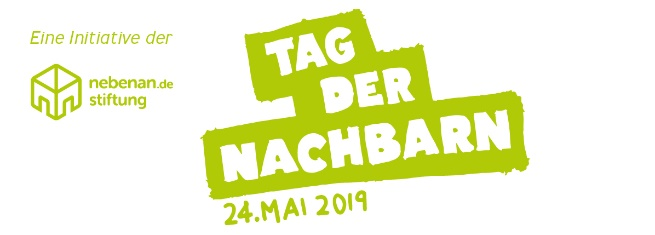 Eine Initiative der
nebenan.de
stiftung
TAG
DER
NACHBARN
24.MAI 2019